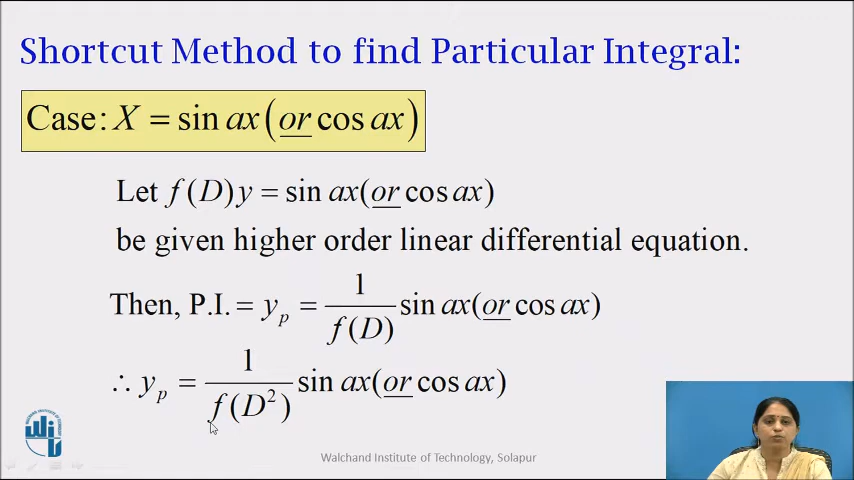 Shortcut Method to find Particular Integral:
Case: X = sin ax (or cos ax)
Let f(D)y = sin ax(or cos ax)
be given higher order linear differential equation.
Then, P.I. = y_p = 1/f(D) sin ax(or cos ax)
∴ y_p = 1/f(D²) sin ax(or cos ax)
Walchand Institute of Technology, Solapur